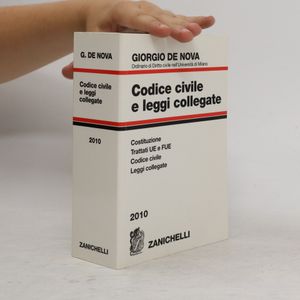 G. DE NOVA
Codice civile
e leggi
collegate
2010
ZANICHELLI
GIORGIO DE NOVA
Ordinario di Diritto civile nell'Università di Milano
Codice civile
e leggi collegate
Costituzione
Trattati UE e FUE
Codice civile
Leggi collegate
2010
ZANICHELLI